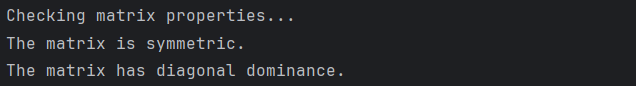 Checking matrix properties...
The matrix is symmetric.
The matrix has diagonal dominance.